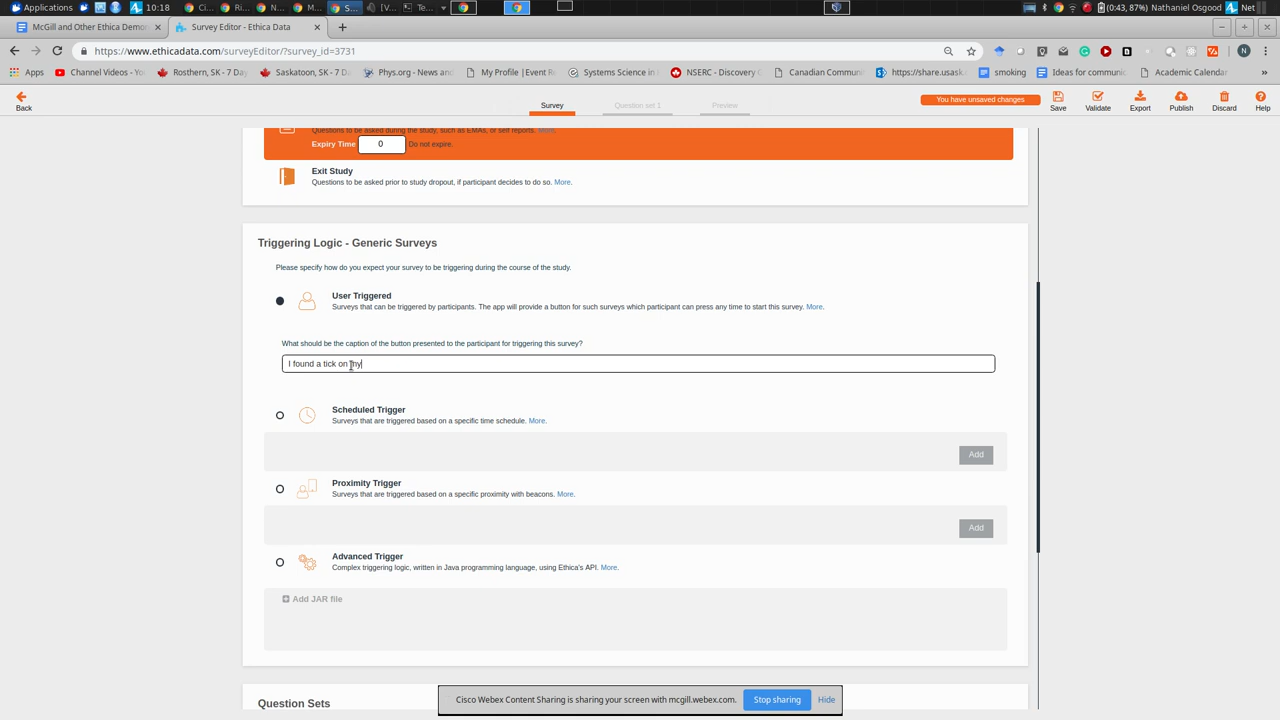 Applications
10:18
S...
[V...
Te...
(0:43, 87%) Nathaniel Osgood
Net
McGill and Other Ethica Demon
Survey Editor - Ethica Data
https://www.ethicadata.com/surveyEditor/?survey_id=3731
Apps
Channel Videos - Yo
Rosthern, SK - 7 Day
Saskatoon, SK - 7 Da
Phys.org - News and
My Profile | Event R
Systems Science in
NSERC - Discovery G
Canadian Communi
https://share.usask.
smoking
Ideas for communic
Academic Calendar
Back
Survey
Question set 1
Preview
You have unsaved changes
Save
Validate
Export
Publish
Discard
Help
Questions to be asked during the study, such as EMAs, or self reports. More.
Expiry Time 0 Do not expire.
Exit Study
Questions to be asked prior to study dropout, if participant decides to do so. More.
Triggering Logic - Generic Surveys
Please specify how do you expect your survey to be triggering during the course of the study.
User Triggered
Surveys that can be triggered by participants. The app will provide a button for such surveys which participant can press any time to start this survey. More.
What should be the caption of the button presented to the participant for triggering this survey?
I found a tick on my
Scheduled Trigger
Surveys that are triggered based on a specific time schedule. More.
Add
Proximity Trigger
Surveys that are triggered based on a specific proximity with beacons. More.
Add
Advanced Trigger
Complex triggering logic, written in Java programming language, using Ethica's API. More.
Add JAR file
Question Sets
Cisco Webex Content Sharing is sharing your screen with mcgill.webex.com.
Stop sharing
Hide